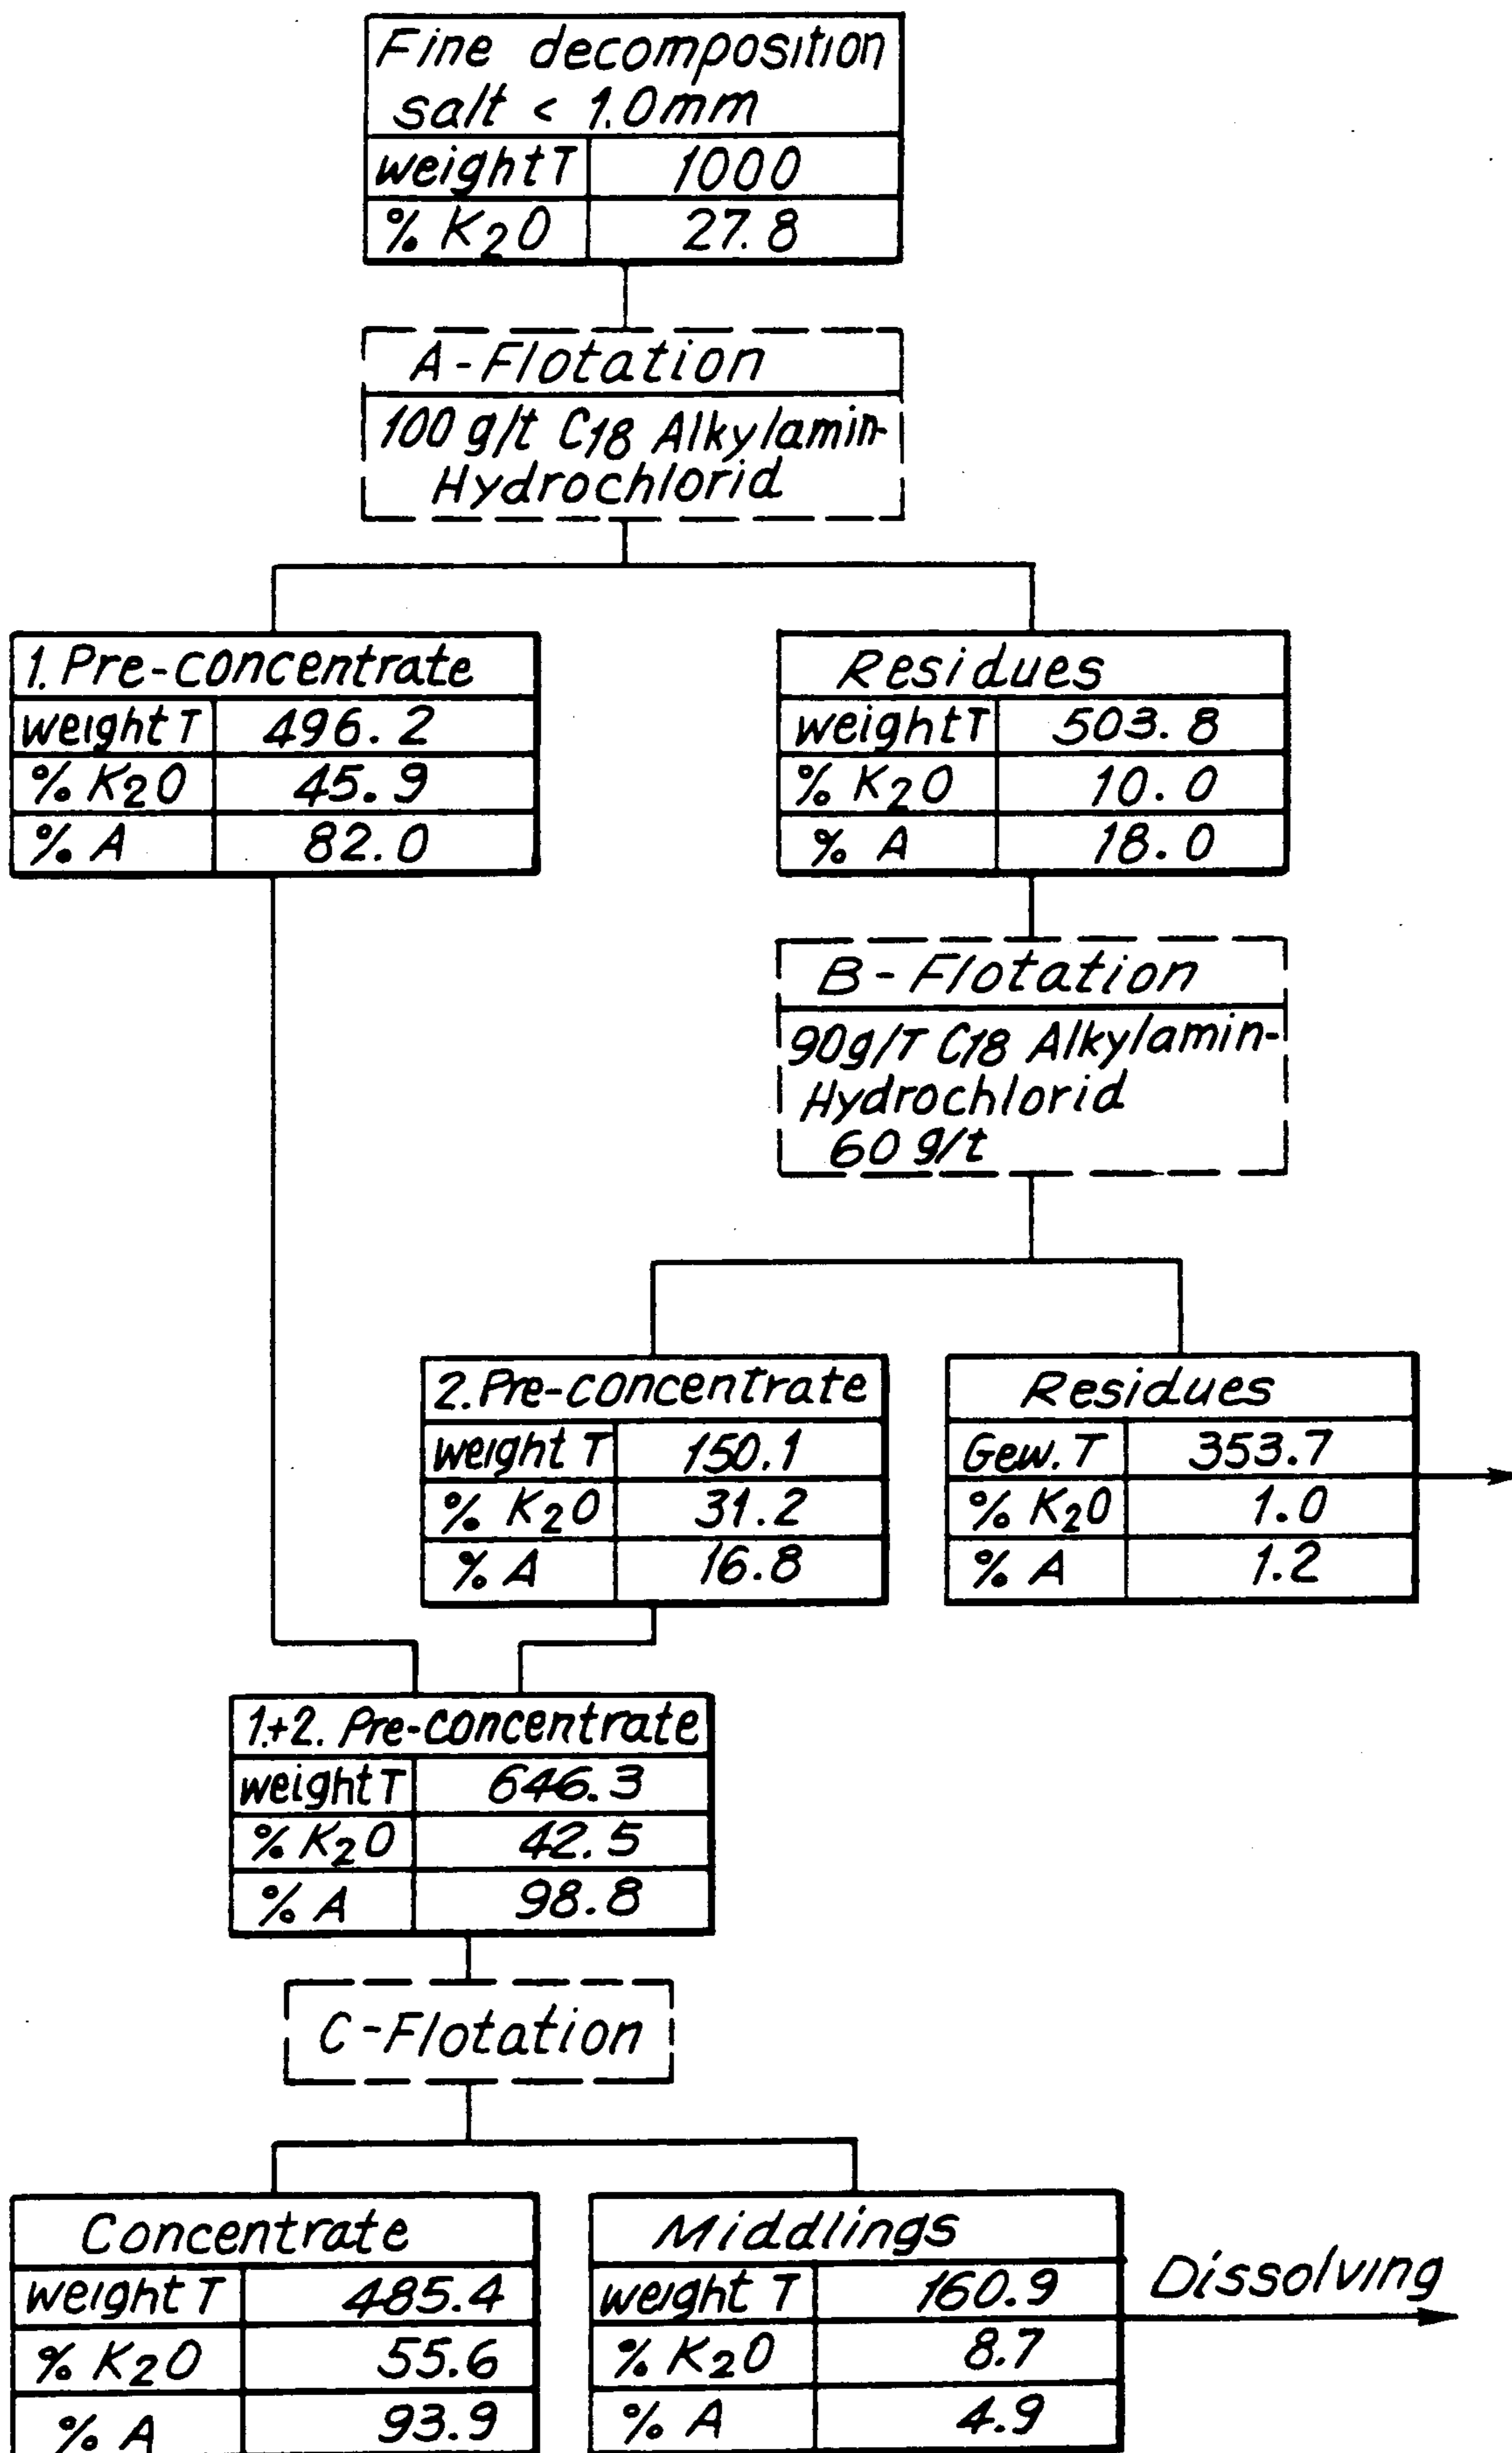 Fine decomposition
salt < 1.0mm
weight T 1000
% K2O 27.8
A-Flotation
100 g/t C18 Alkylamin-
Hydrochlorid
1. Pre-concentrate
weight T 496.2
% K2O 45.9
% A 82.0
Residues
weight T 503.8
% K2O 10.0
% A 18.0
B-Flotation
90g/T C18 Alkylamin-
Hydrochlorid
60 g/t
2. Pre-concentrate
weight T 150.1
% K2O 31.2
% A 16.8
Residues
Gew. T 353.7
% K2O 1.0
% A 1.2
1.+2. Pre-concentrate
weight T 646.3
% K2O 42.5
% A 98.8
C-Flotation
Concentrate
weight T 485.4
% K2O 55.6
% A 93.9
Middlings
weight T 160.9
% K2O 8.7
% A 4.9
Dissolving